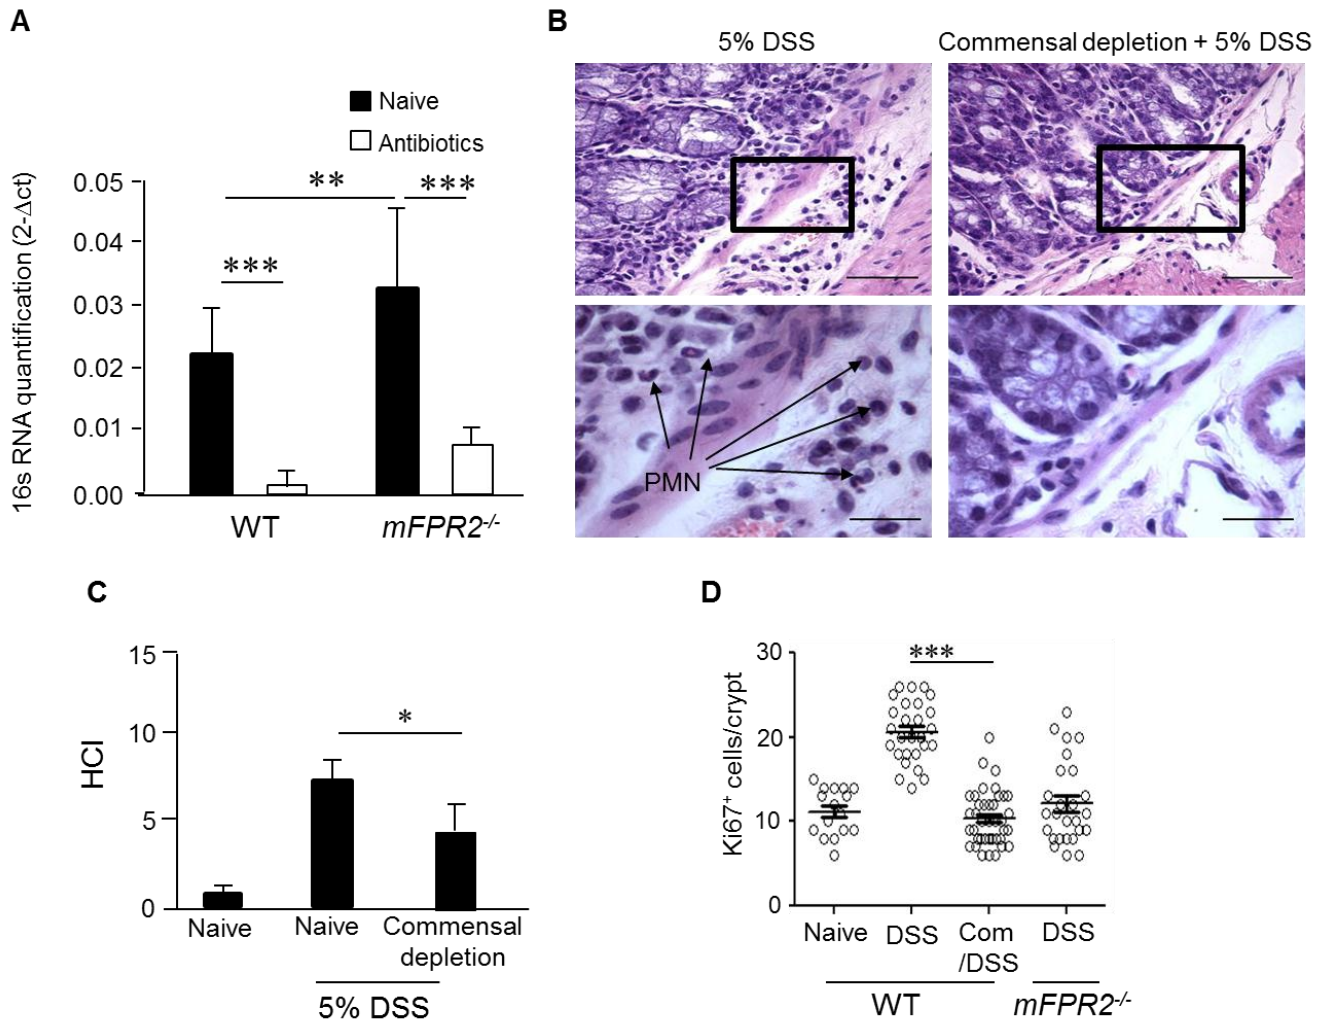 A
Naive
Antibiotics
16s RNA quantification (2-Δct)
0.05
0.04
0.03
0.02
0.01
0.00
**
***
***
WT
mFPR2-/-
B
5% DSS
Commensal depletion + 5% DSS
PMN
C
HCI
15
10
5
0
*
Naive
Naive
Commensal
depletion
5% DSS
D
Ki67+ cells/crypt
30
20
10
0
***
Naive
DSS
Com
/DSS
DSS
WT
mFPR2-/-